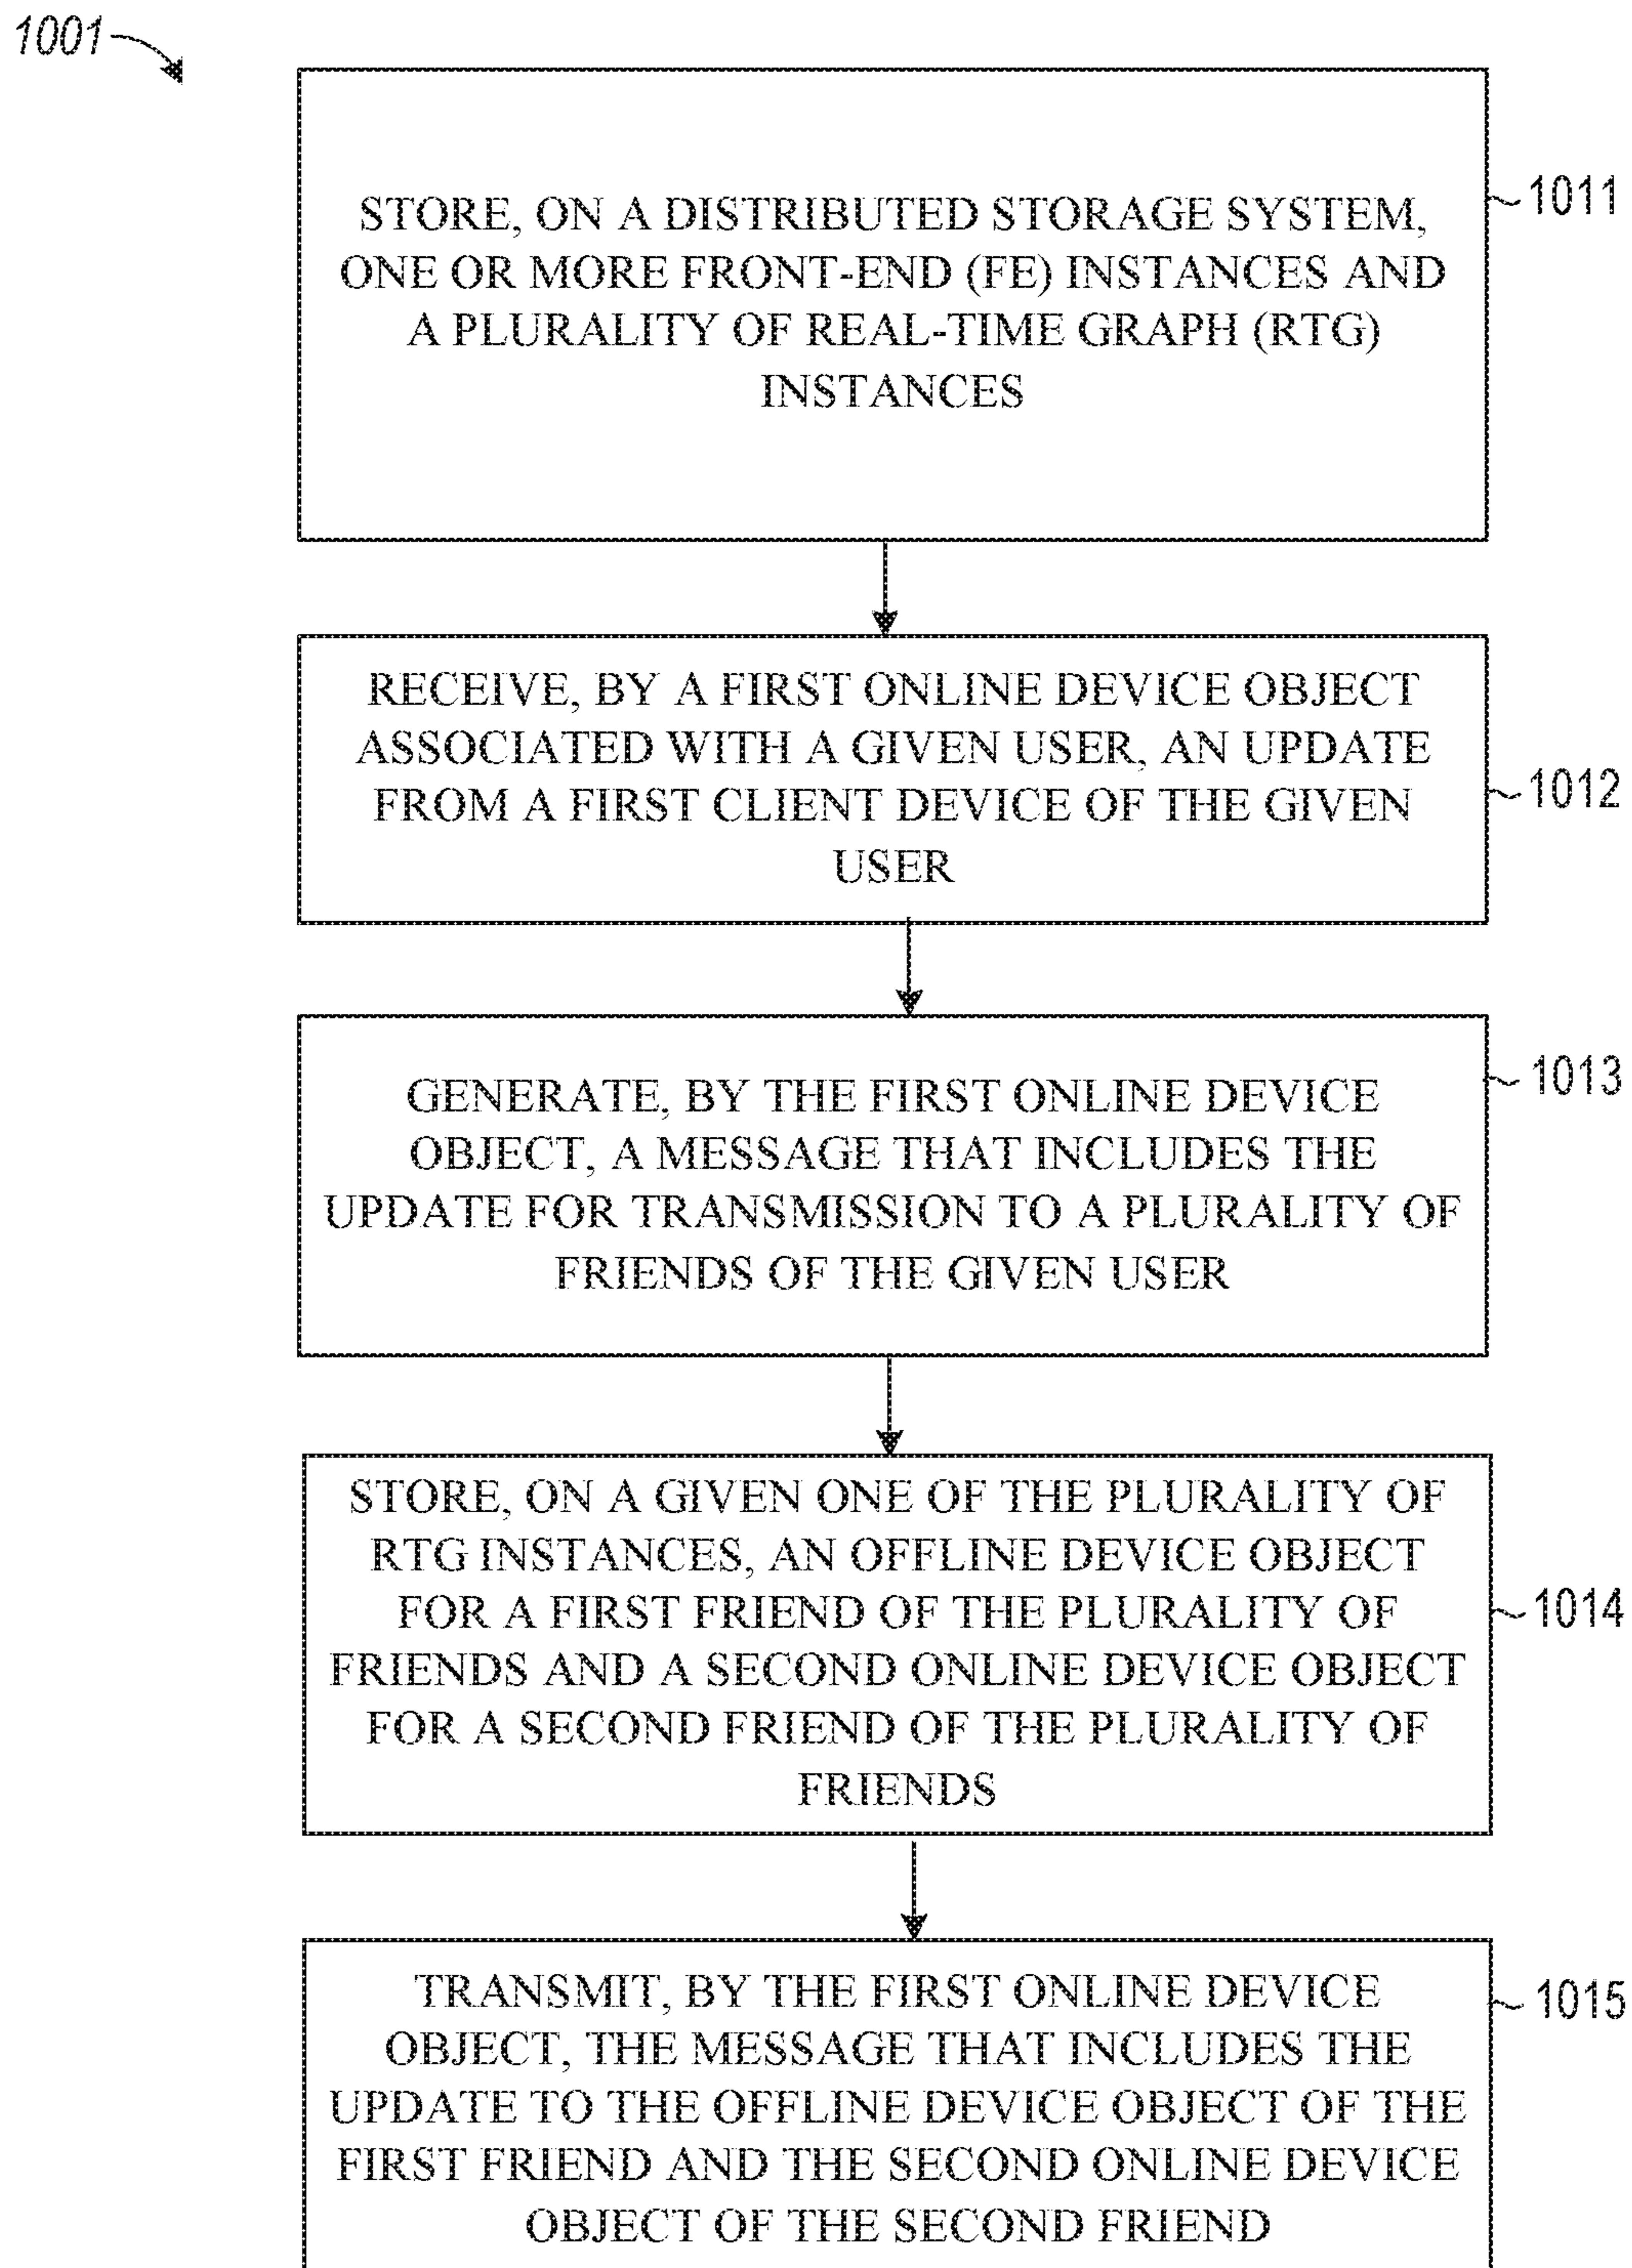 1001
STORE, ON A DISTRIBUTED STORAGE SYSTEM,
ONE OR MORE FRONT-END (FE) INSTANCES AND
A PLURALITY OF REAL-TIME GRAPH (RTG)
INSTANCES
1011
RECEIVE, BY A FIRST ONLINE DEVICE OBJECT
ASSOCIATED WITH A GIVEN USER, AN UPDATE
FROM A FIRST CLIENT DEVICE OF THE GIVEN
USER
1012
GENERATE, BY THE FIRST ONLINE DEVICE
OBJECT, A MESSAGE THAT INCLUDES THE
UPDATE FOR TRANSMISSION TO A PLURALITY OF
FRIENDS OF THE GIVEN USER
1013
STORE, ON A GIVEN ONE OF THE PLURALITY OF
RTG INSTANCES, AN OFFLINE DEVICE OBJECT
FOR A FIRST FRIEND OF THE PLURALITY OF
FRIENDS AND A SECOND ONLINE DEVICE OBJECT
FOR A SECOND FRIEND OF THE PLURALITY OF
FRIENDS
1014
TRANSMIT, BY THE FIRST ONLINE DEVICE
OBJECT, THE MESSAGE THAT INCLUDES THE
UPDATE TO THE OFFLINE DEVICE OBJECT OF THE
FIRST FRIEND AND THE SECOND ONLINE DEVICE
OBJECT OF THE SECOND FRIEND
1015